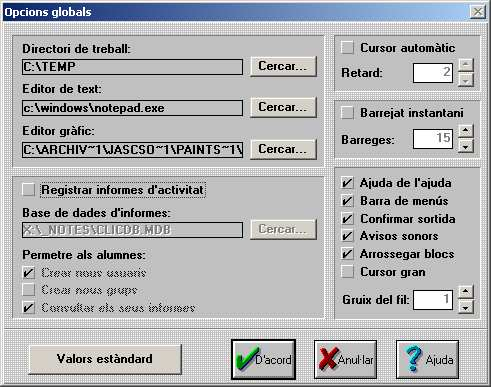 Opcions globals
Directori de treball:
C:\TEMP
Cercar...
Editor de text:
c:\windows\notepad.exe
Cercar...
Editor gràfic:
C:\ARCHIV~1\JASCSO~1\PAINTS~1\
Cercar...
Cursor automàtic
Retard:
2
Barrejat instantani
Barreges:
15
Registrar informes d'activitat
Base de dades d'informes:
X:\_NOTES\CLICDB.MDB
Cercar...
Permetre als alumnes:
Crear nous usuaris
Crear nous grups
Consultar els seus informes
Ajuda de l'ajuda
Barra de menús
Confirmar sortida
Avisos sonors
Arrossegar blocs
Cursor gran
Gruix del fil:
1
Valors estàndard
D'acord
Anul·lar
Ajuda